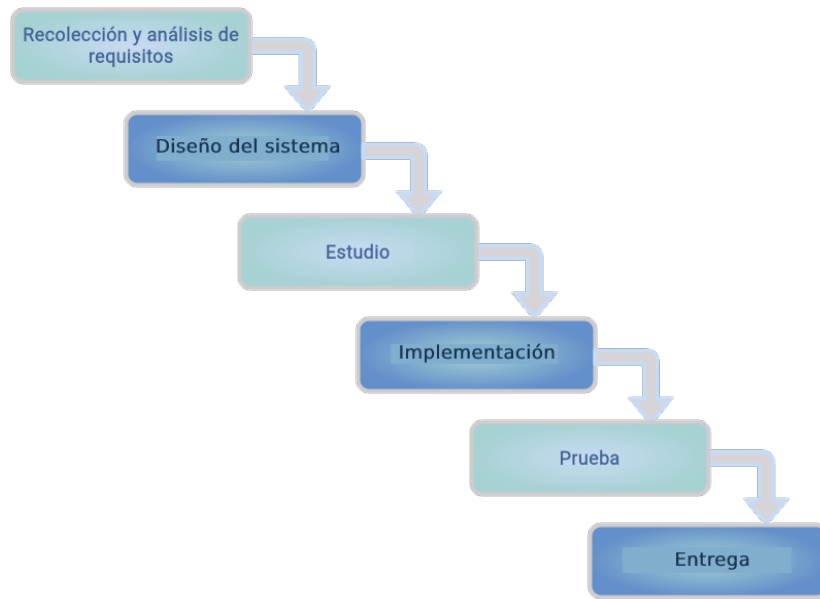 Recolección y análisis de
requisitos
Diseño del sistema
Estudio
Implementación
Prueba
Entrega